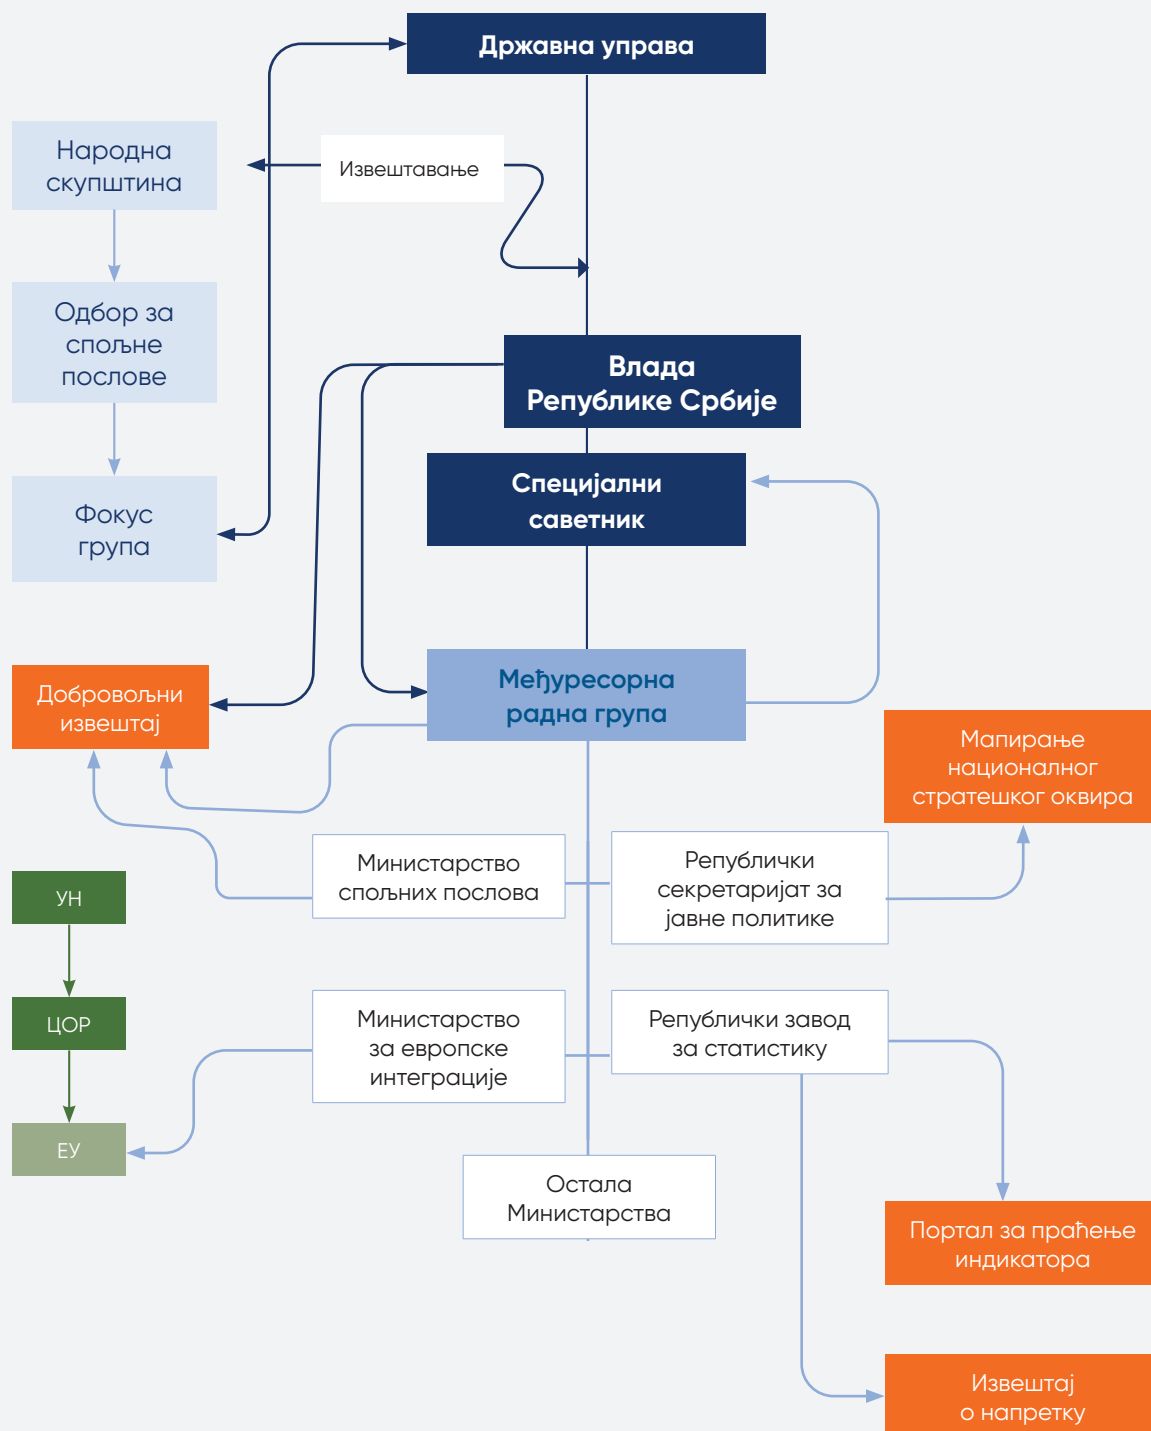 Државна управа
Народна
скупштина
Извештавање
Одбор за
спољне
послове
Влада
Републике Србије
Специјални
саветник
Фокус
група
Међуресорна
радна група
Добровољни
извештај
Мапирање
националног
стратешког оквира
Министарство
спољних послова
Републички
секретаријат за
јавне политике
УН
ЦОР
ЕУ
Министарство
за европске
интеграције
Републички завод
за статистику
Остала
Министарства
Портал за праћење
индикатора
Извештај
о напретку